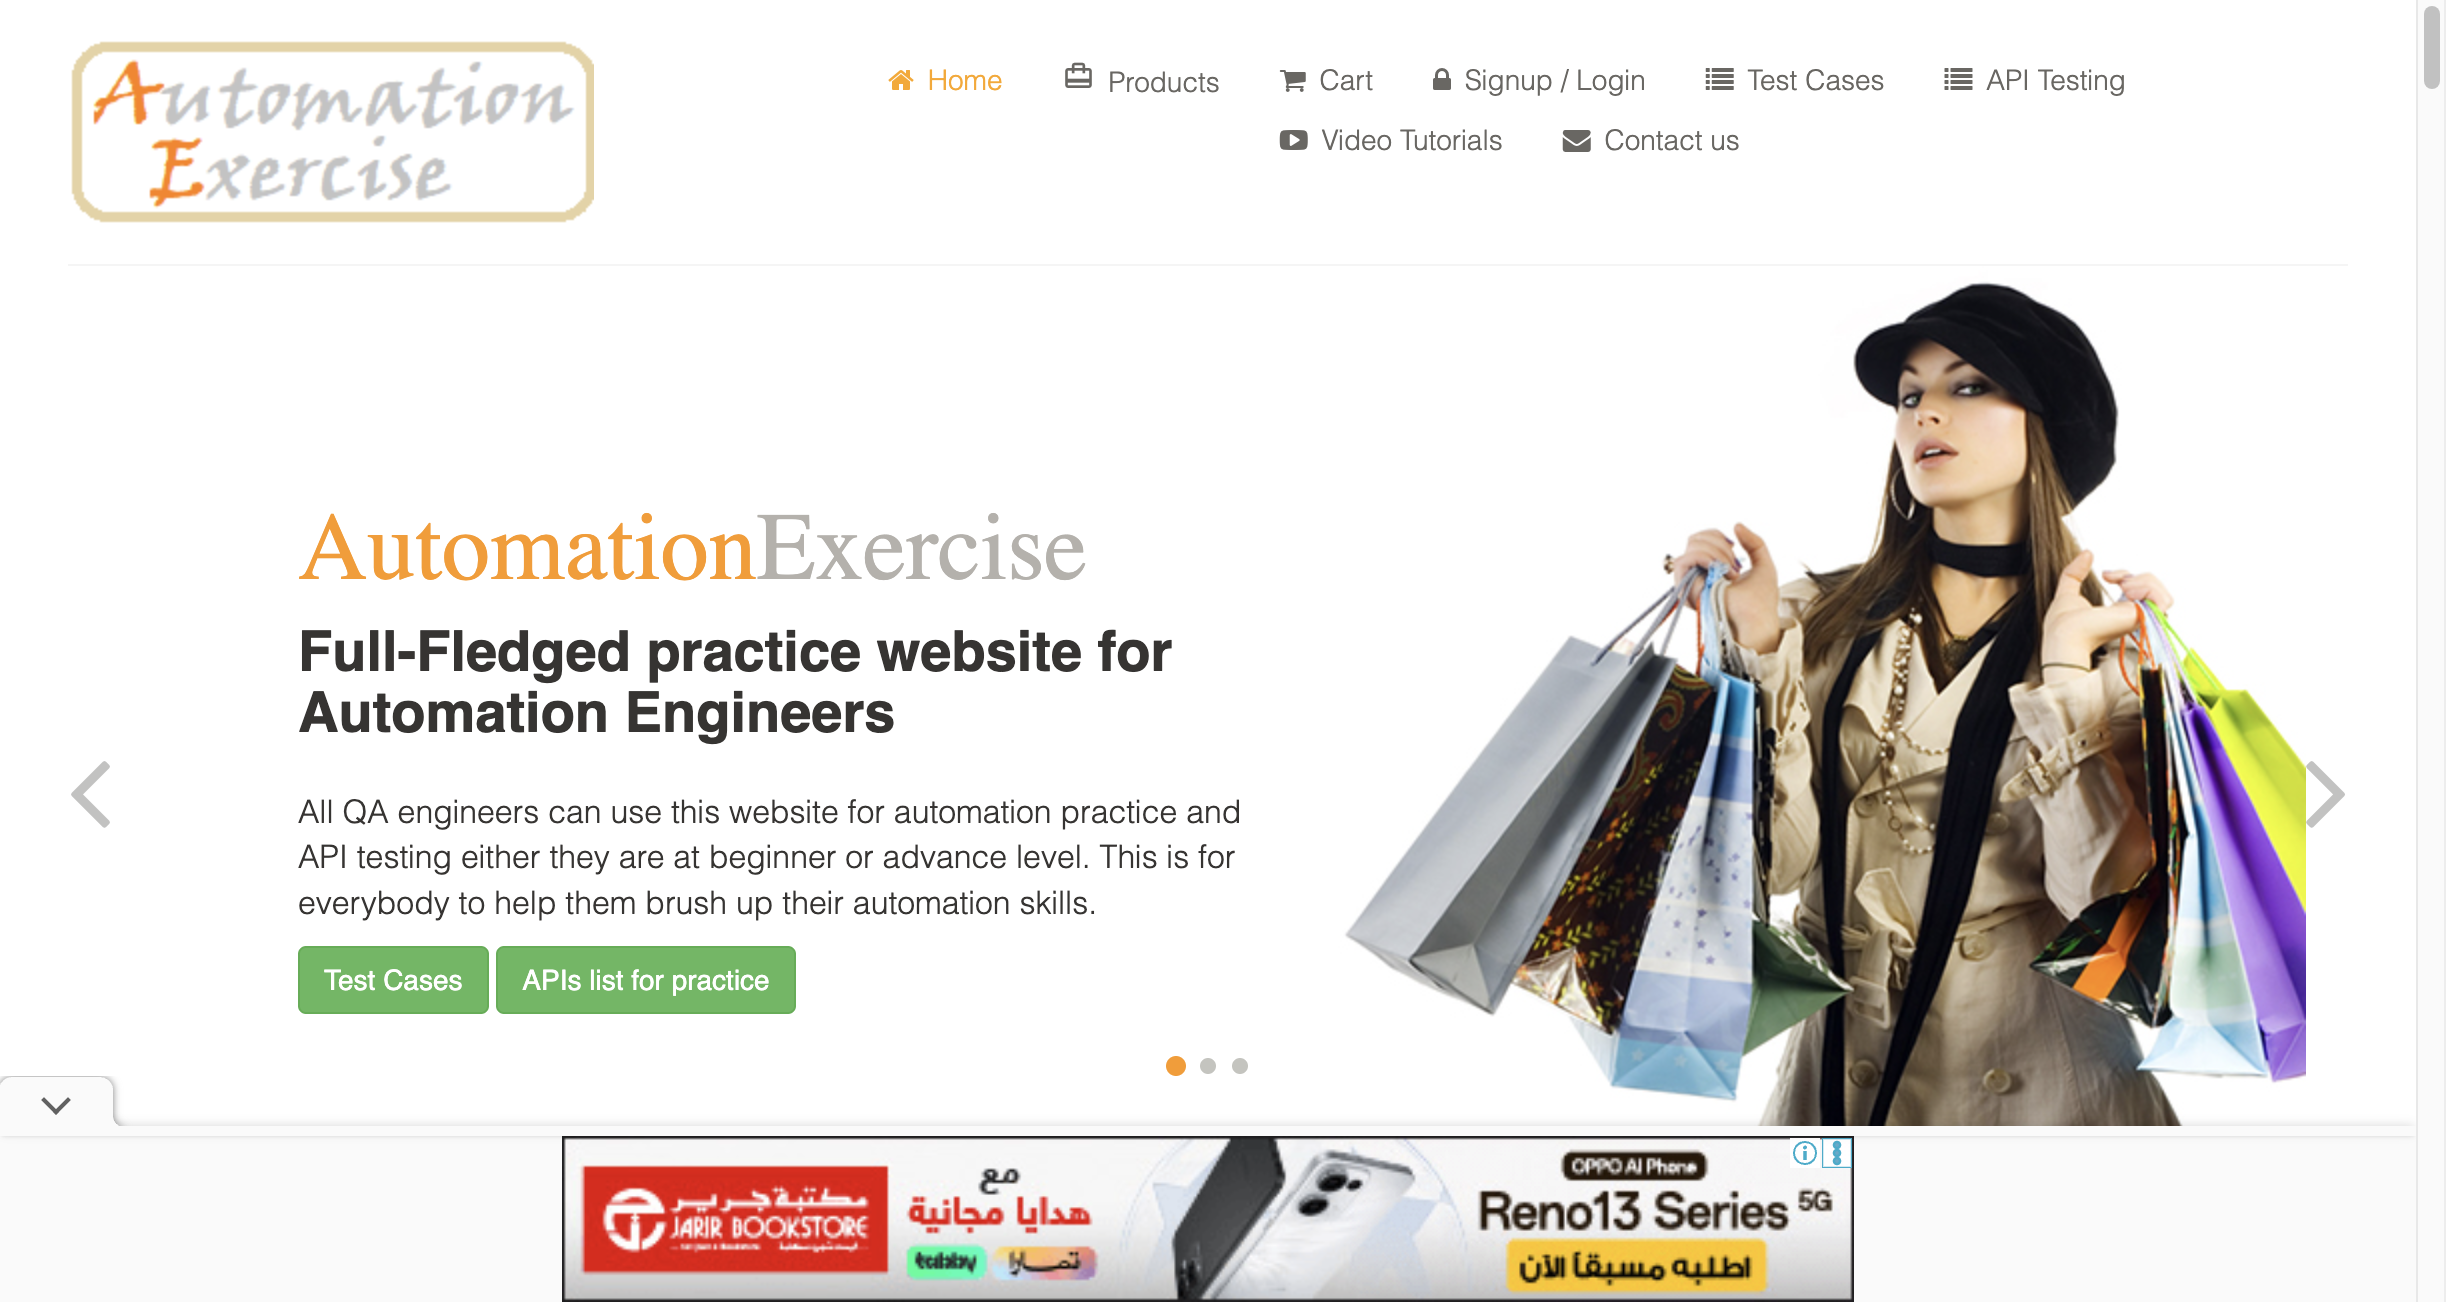 Automation
Exercise
Home
Products
Cart
Signup / Login
Test Cases
API Testing
Video Tutorials
Contact us
AutomationExercise
Full-Fledged practice website for
Automation Engineers
All QA engineers can use this website for automation practice and
API testing either they are at beginner or advance level. This is for
everybody to help them brush up their automation skills.
Test Cases
APIs list for practice
مكتبة جرير
JARIR BOOKSTORE
مع
هدايا مجانية
تمارا
OPPO AI Phone
Reno13 Series 5G
اطلبه مسبقاً الآن